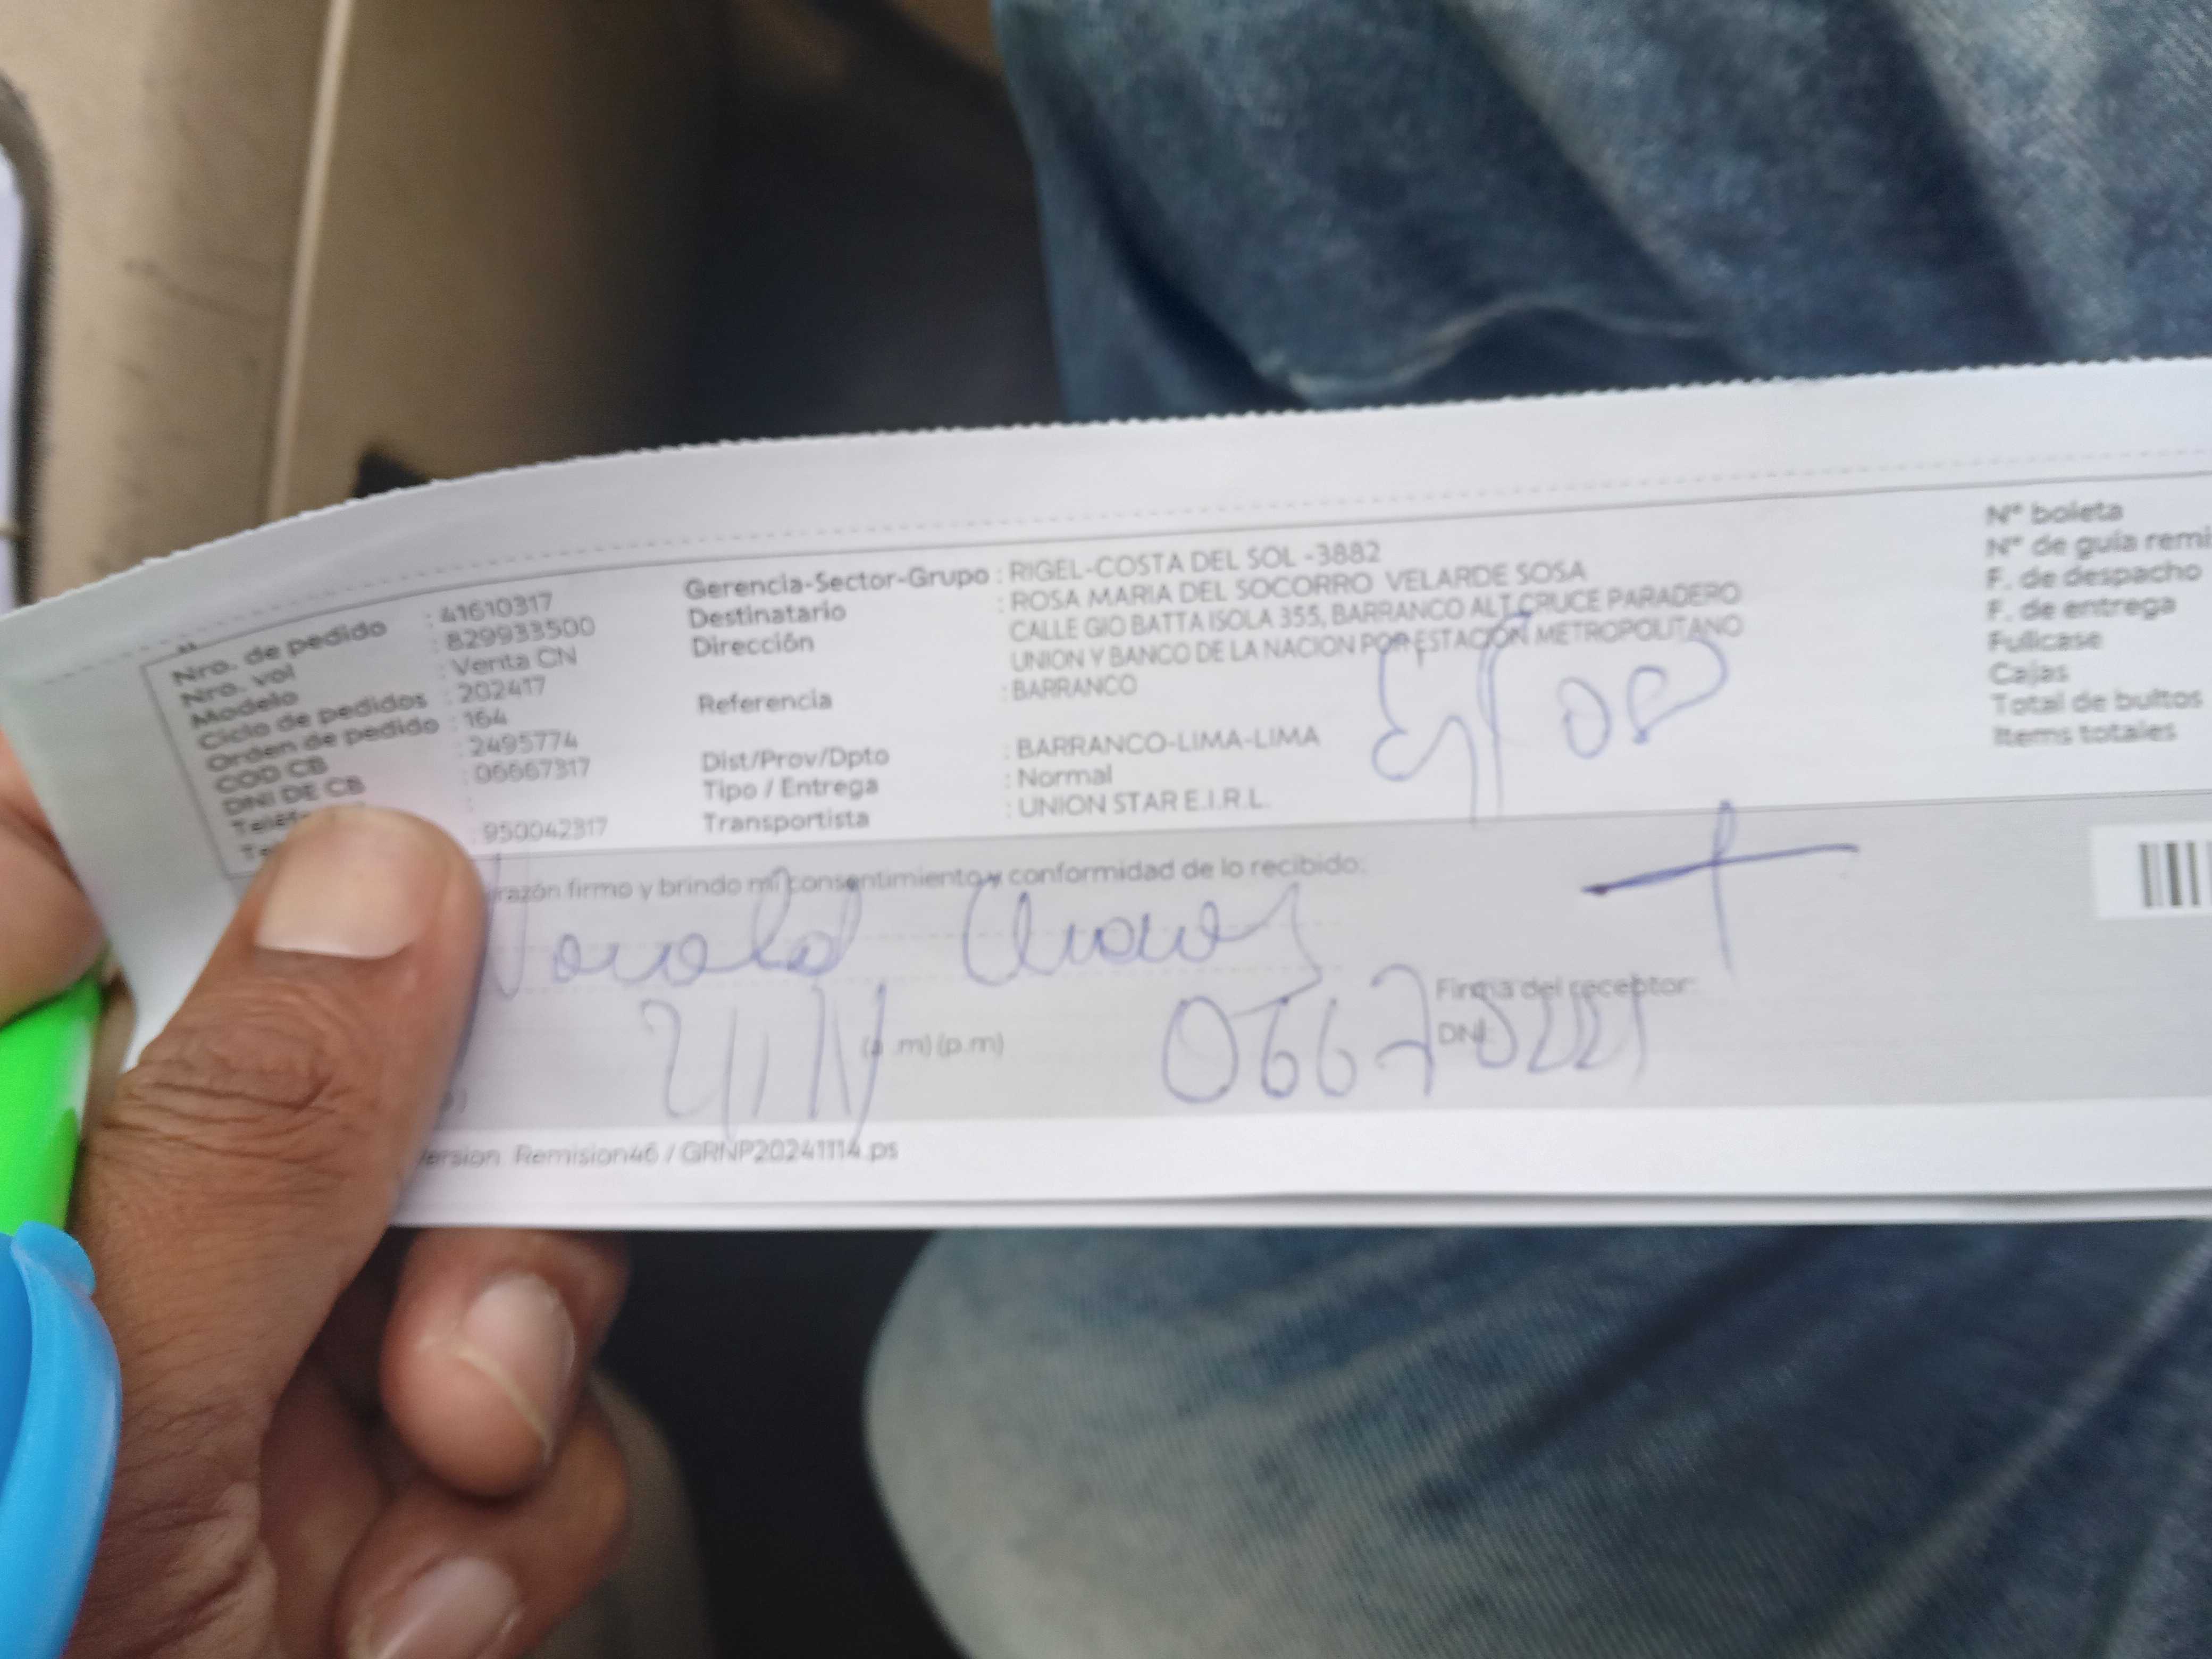 Nro. de pedido : 41610317
Nro. vol : 829933500
Modelo : Venta CN
Ciclo de pedidos : 202417
Orden de pedido : 164
COD CB : 2495774
DNI DE CB : 06667317
:
950042317
Gerencia-Sector-Grupo : RIGEL-COSTA DEL SOL -3882
Destinatario : ROSA MARIA DEL SOCORRO VELARDE SOSA
Dirección : CALLE GIO BATTA ISOLA 355, BARRANCO ALT CRUCE PARADERO
UNION Y BANCO DE LA NACION POR ESTACION METROPOLITANO
Referencia : BARRANCO
Dist/Prov/Dpto : BARRANCO-LIMA-LIMA
Tipo / Entrega : Normal
Transportista : UNION STAR E.I.R.L.
N° boleta
N° de guia remi
F. de despacho
F. de entrega
Fullcase
Cajas
Total de bultos
Items totales
razón firmo y brindo mi consentimiento y conformidad de lo recibido:
Firma del receptor:
(a .m) (p.m)
DNI
ersion Remision46 / GRNP20241114.ps